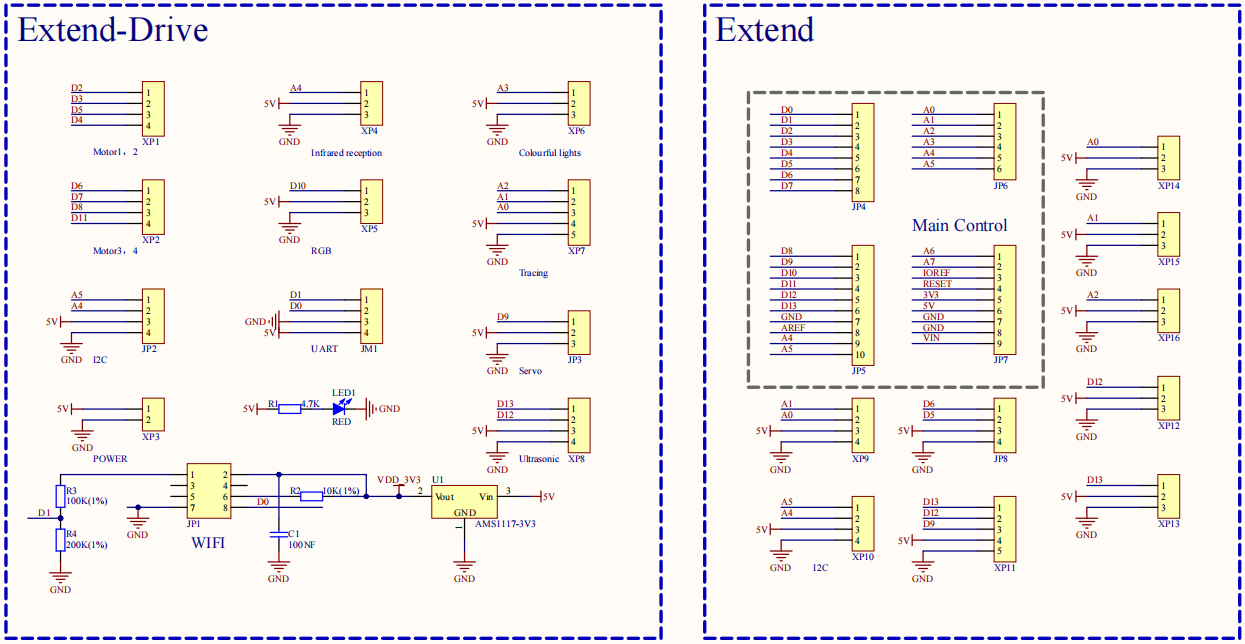 Extend-Drive
D2 1
D3 2
D5 3
D4 4
XP1
Motor1，2
A4 1
5V 2
3
GND
XP4
Infrared reception
A3 1
5V 2
3
GND
XP6
Colourful lights
D6 1
D7 2
D8 3
D11 4
XP2
Motor3，4
D10 1
5V 2
3
GND
XP5
RGB
A2 1
A1 2
A0 3
5V 4
5
GND
XP7
Tracing
A5 1
A4 2
5V 3
4
GND
I2C
JP2
D1 1
D0 2
GND 3
5V 4
UART
JM1
D9 1
5V 2
3
GND
JP3
Servo
5V 1
2
GND
XP3
POWER
5V R1 4.7K LED1 GND
RED
D13 1
D12 2
5V 3
4
GND
Ultrasonic
XP8
R3
100K(1%)
D1
R4
200K(1%)
GND
1 2
3 4
5 6
7 8
GND
JP1
WIFI
D0
R2 10K(1%)
C1
100NF
GND
VDD_3V3
U1
2 Vout Vin 3 5V
GND
1
AMS1117-3V3
GND
Extend
D0 1
D1 2
D2 3
D3 4
D4 5
D5 6
D6 7
D7 8
JP4
A0 1
A1 2
A2 3
A3 4
A4 5
A5 6
JP6
Main Control
D8 1
D9 2
D10 3
D11 4
D12 5
D13 6
GND 7
AREF 8
A4 9
A5 10
JP5
A6 1
A7 2
IOREF 3
RESET 4
3V3 5
5V 6
GND 7
GND 8
VIN 9
JP7
A0 1
5V 2
3
GND
XP14
A1 1
5V 2
3
GND
XP15
A2 1
5V 2
3
GND
XP16
A1 1
A0 2
5V 3
4
GND
XP9
D6 1
D5 2
5V 3
4
GND
JP8
D12 1
5V 2
3
GND
XP12
A5 1
A4 2
5V 3
4
GND
I2C
XP10
D13 1
D12 2
D9 3
5V 4
5
GND
XP11
D13 1
5V 2
3
GND
XP13